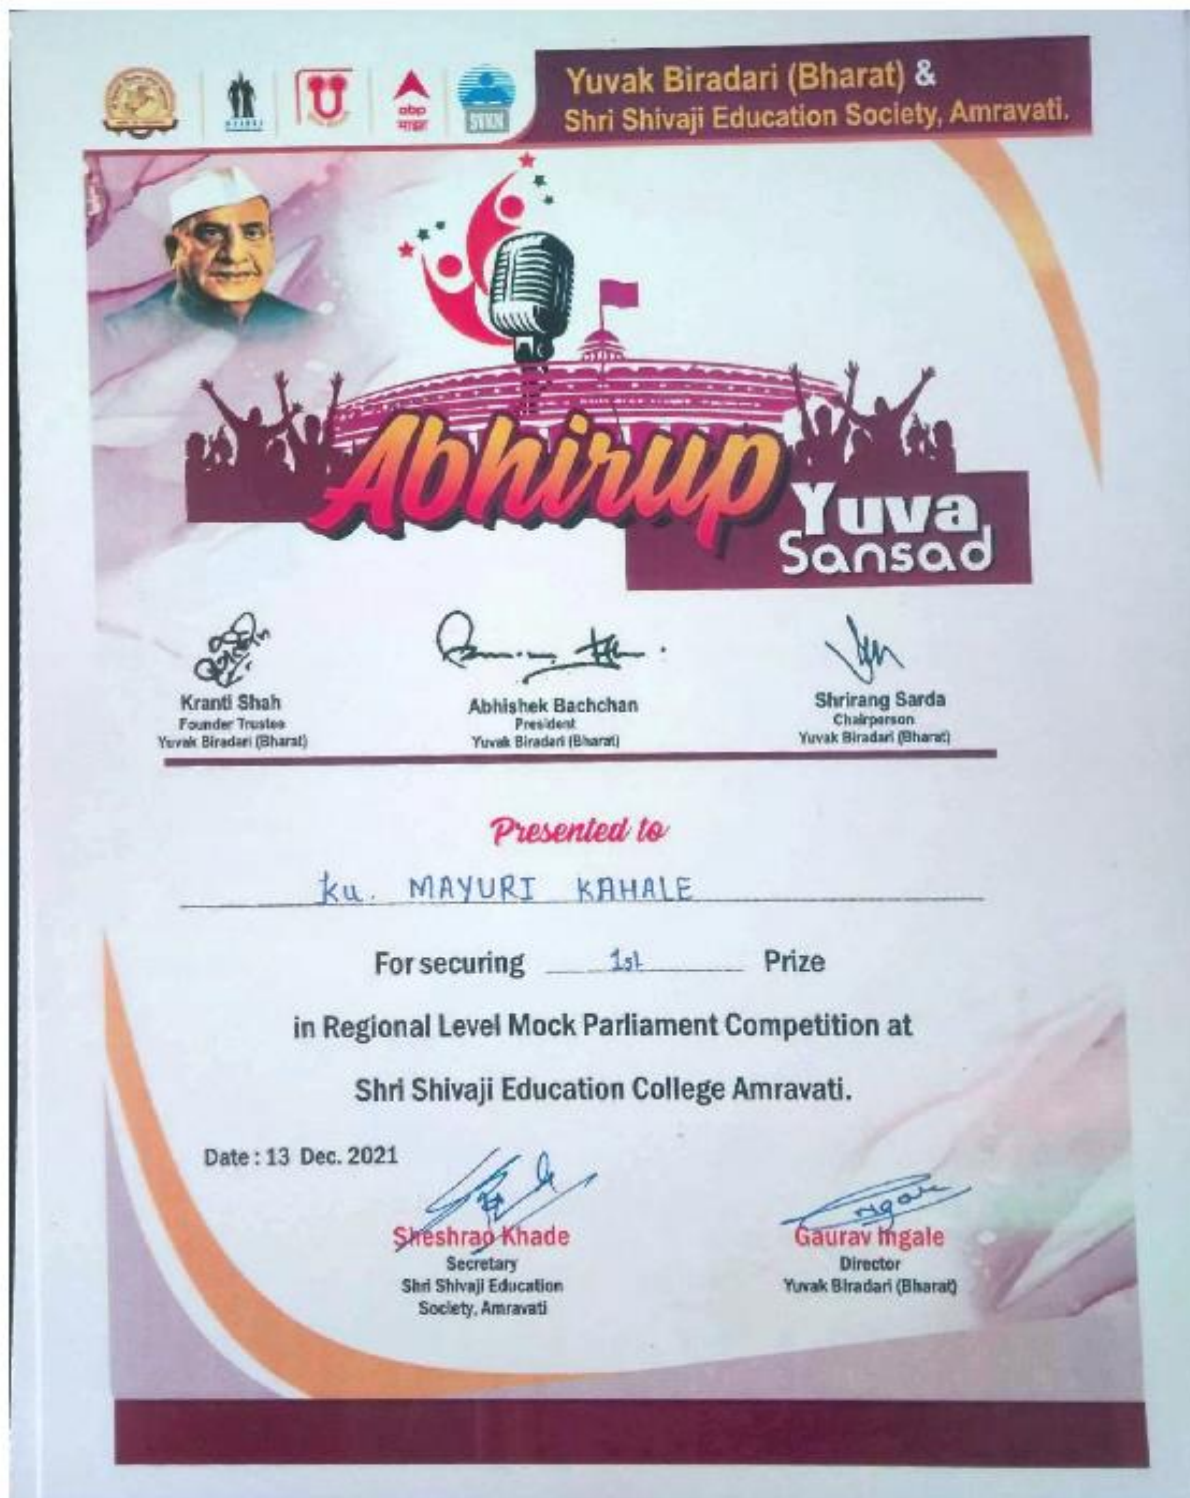 Yuvak Biradari (Bharat) &
Shri Shivaji Education Society, Amravati.
abp
माझा
SVKM
Abhirup
Yuva
Sansad
Kranti Shah
Founder Trustee
Yuvak Biradari (Bharat)
Abhishek Bachchan
President
Yuvak Biradari (Bharat)
Shrirang Sarda
Chairperson
Yuvak Biradari (Bharat)
Presented to
Ku. MAYURI KAHALE
For securing 1st Prize
in Regional Level Mock Parliament Competition at
Shri Shivaji Education College Amravati.
Date : 13 Dec. 2021
Sheshrao Khade
Secretary
Shri Shivaji Education
Society, Amravati
Gaurav Ingale
Director
Yuvak Biradari (Bharat)